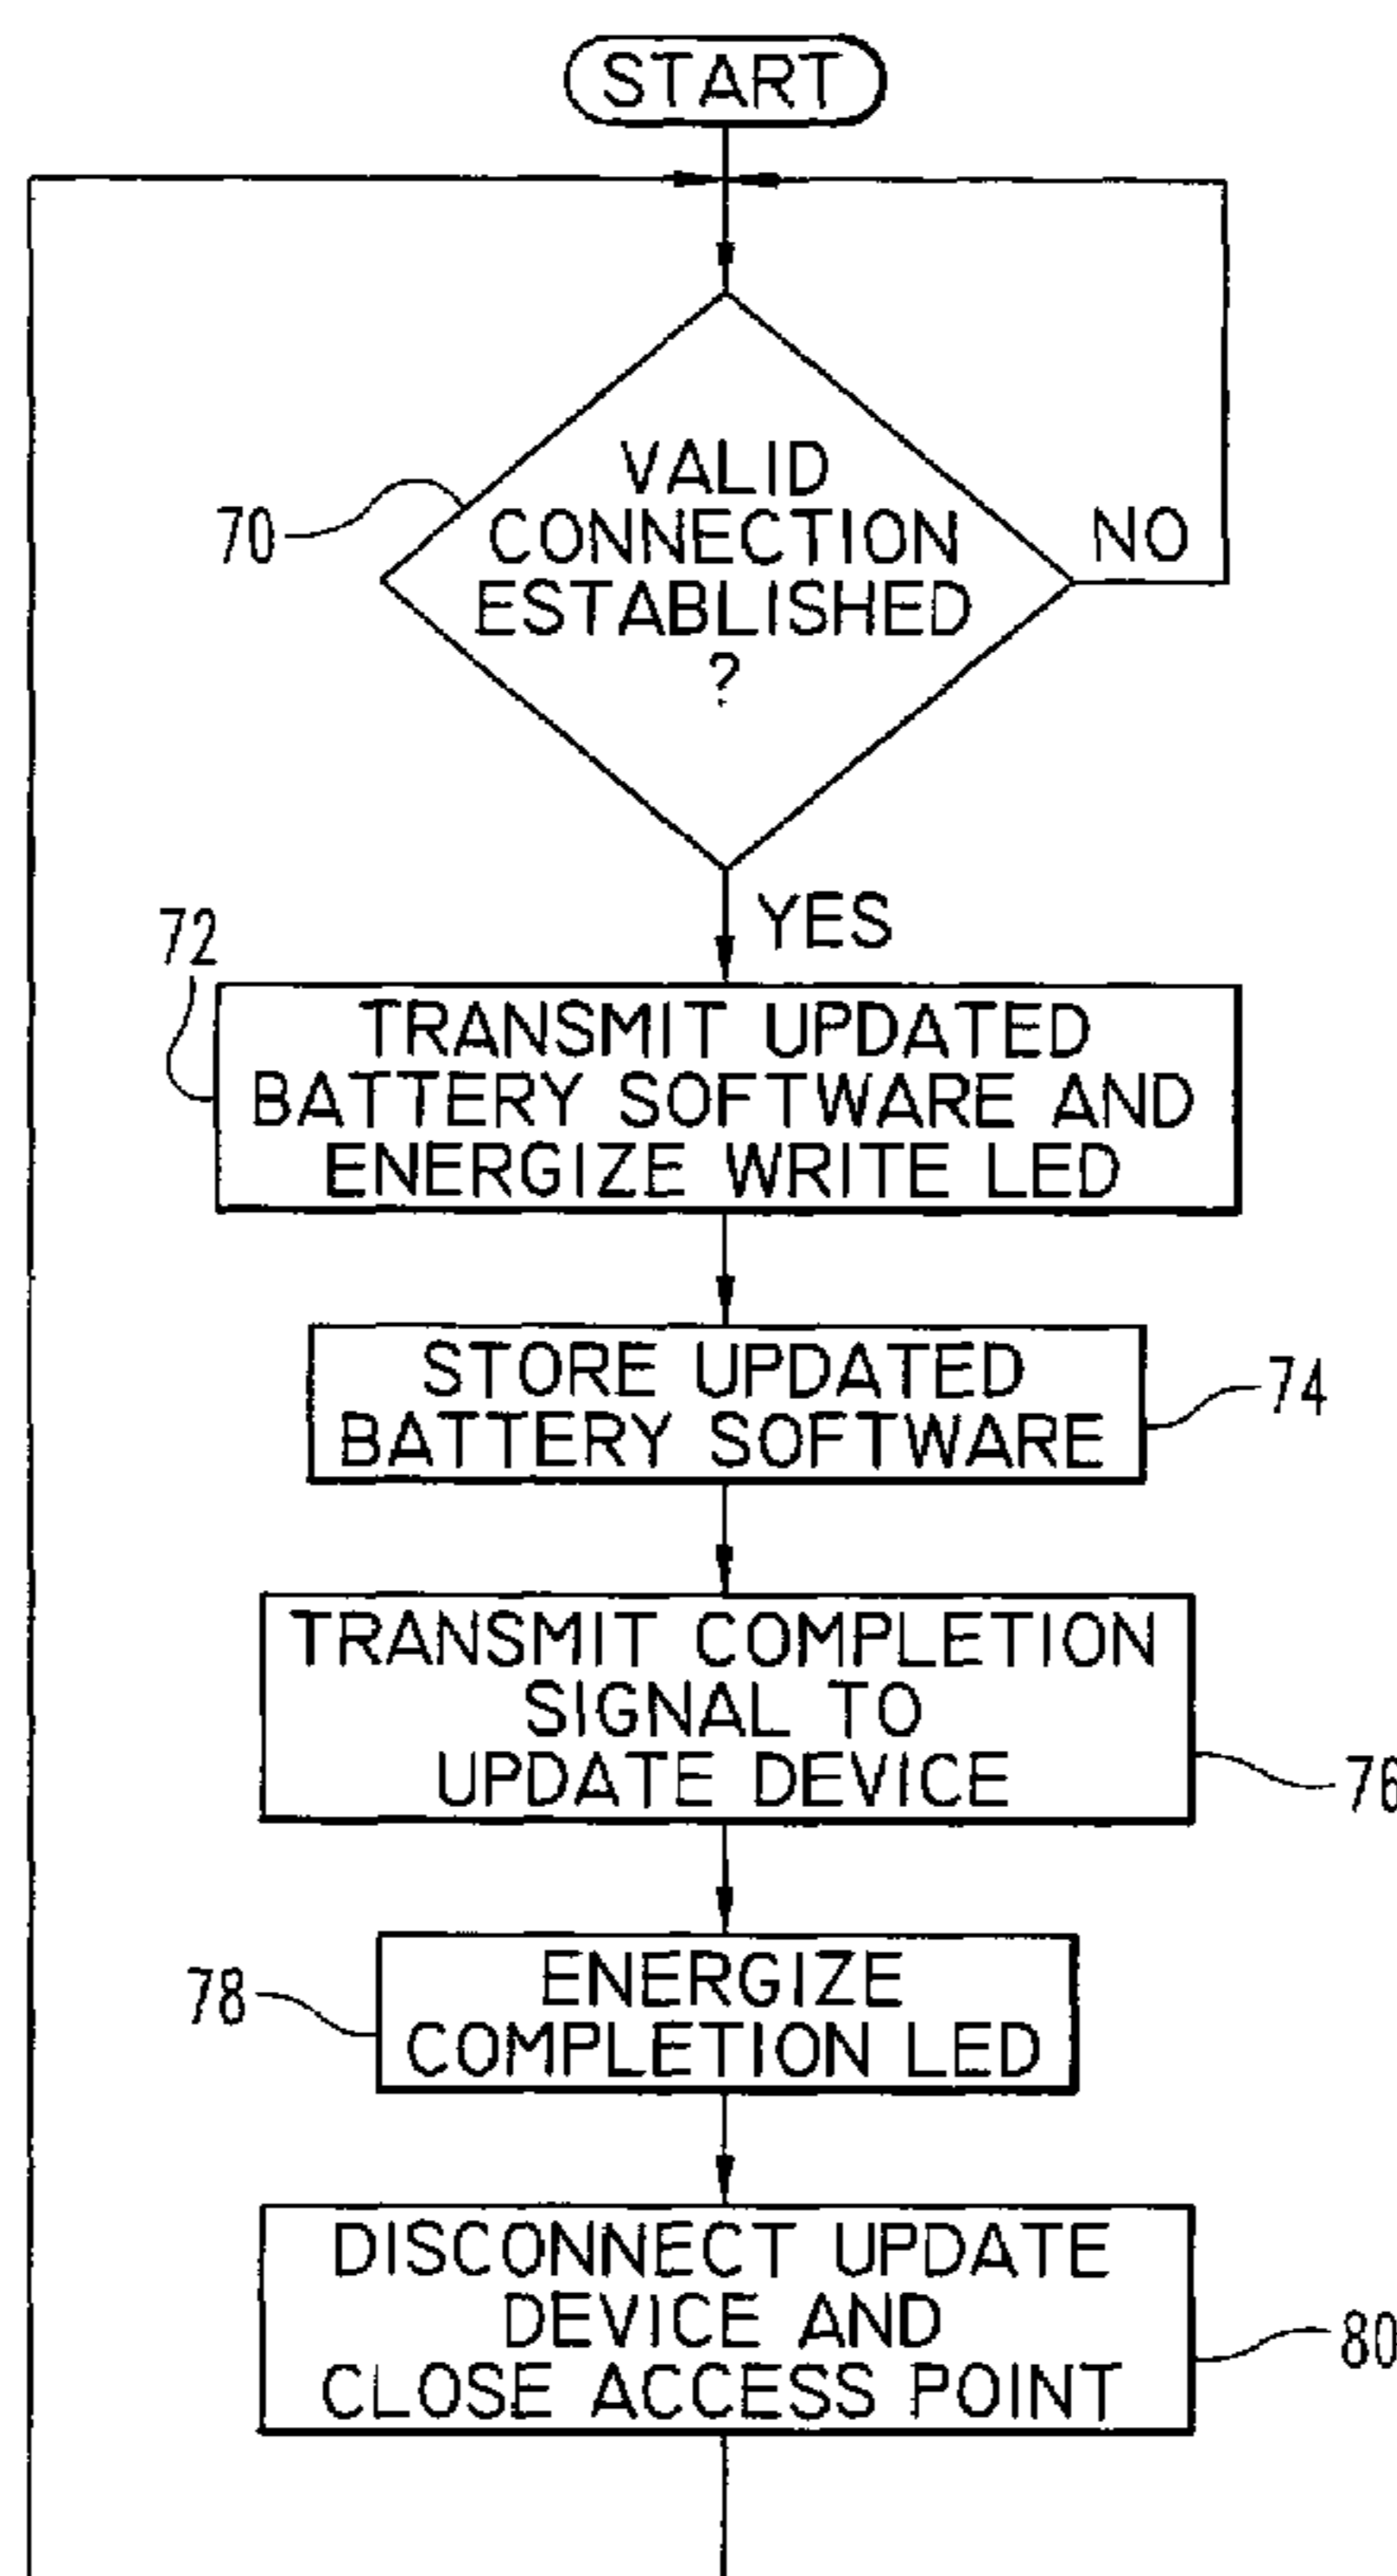 START
VALID
CONNECTION
ESTABLISHED
?
70
NO
YES
72
TRANSMIT UPDATED
BATTERY SOFTWARE AND
ENERGIZE WRITE LED
STORE UPDATED
BATTERY SOFTWARE
74
TRANSMIT COMPLETION
SIGNAL TO
UPDATE DEVICE
76
78
ENERGIZE
COMPLETION LED
DISCONNECT UPDATE
DEVICE AND
CLOSE ACCESS POINT
80